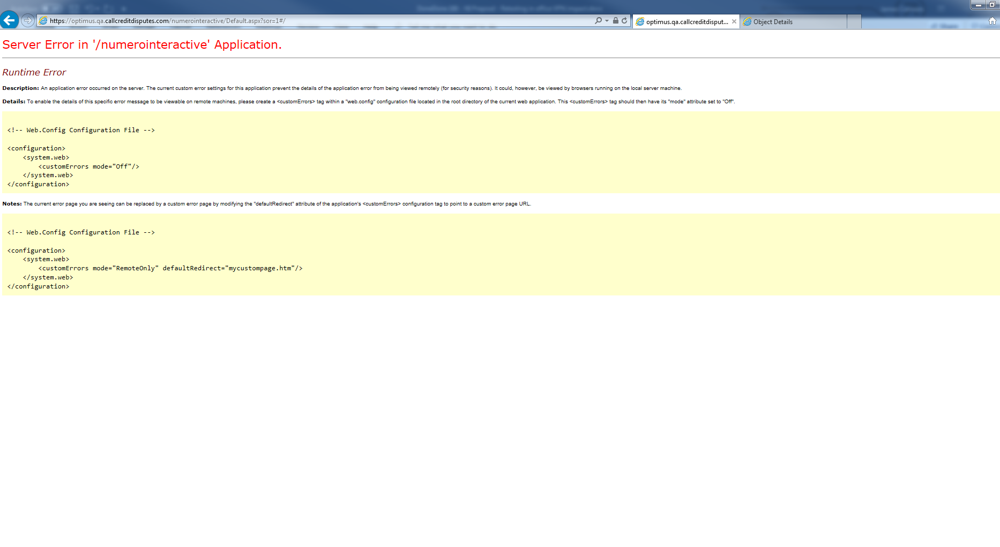 https://optimus.qa.callcreditdisputes.com/numerointeractive/Default.aspx?sor=1#/
optimus.qa.callcreditdisput...
Object Details
Server Error in '/numerointeractive' Application.
Runtime Error
Description: An application error occurred on the server. The current custom error settings for this application prevent the details of the application error from being viewed remotely (for security reasons). It could, however, be viewed by browsers running on the local server machine.
Details: To enable the details of this specific error message to be viewable on remote machines, please create a <customErrors> tag within a "web.config" configuration file located in the root directory of the current web application. This <customErrors> tag should then have its "mode" attribute set to "Off".
<!-- Web.Config Configuration File -->
<configuration>
    <system.web>
        <customErrors mode="Off"/>
    </system.web>
</configuration>
Notes: The current error page you are seeing can be replaced by a custom error page by modifying the "defaultRedirect" attribute of the application's <customErrors> configuration tag to point to a custom error page URL.
<!-- Web.Config Configuration File -->
<configuration>
    <system.web>
        <customErrors mode="RemoteOnly" defaultRedirect="mycustompage.htm"/>
    </system.web>
</configuration>